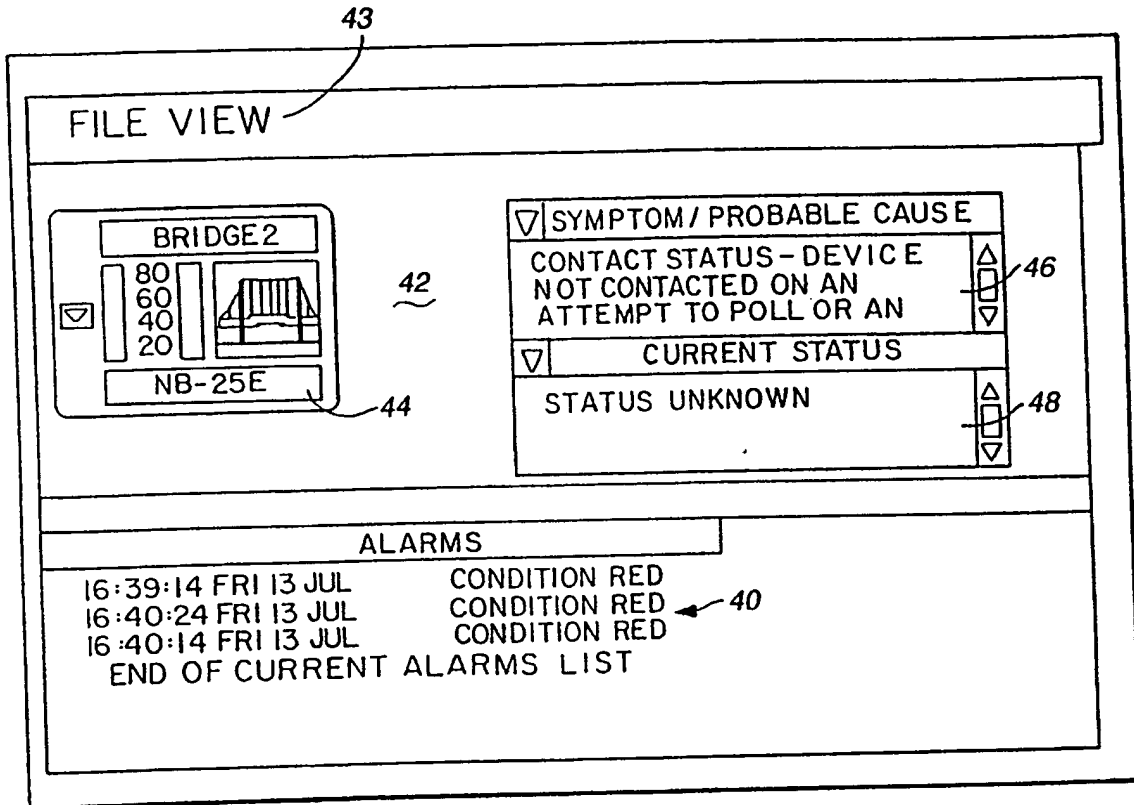 43
FILE VIEW
BRIDGE2
80
60
40
20
NB-25E
44
42
SYMPTOM/PROBABLE CAUSE
CONTACT STATUS-DEVICE
NOT CONTACTED ON AN
ATTEMPT TO POLL OR AN
46
CURRENT STATUS
STATUS UNKNOWN
48
ALARMS
16:39:14 FRI 13 JUL CONDITION RED
16:40:24 FRI 13 JUL CONDITION RED
16:40:14 FRI 13 JUL CONDITION RED
40
END OF CURRENT ALARMS LIST